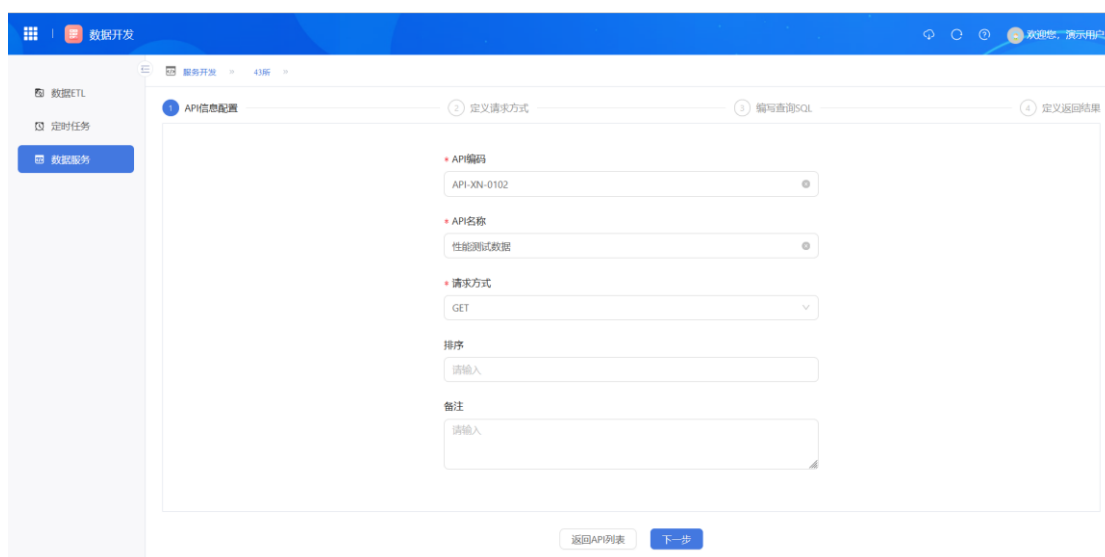 数据开发
欢迎您，演示用户
服务开发 » 43所 »
数据ETL
定时任务
数据服务
1 API信息配置
2 定义请求方式
3 编写查询SQL
4 定义返回结果
* API编码
API-XN-0102
* API名称
性能测试数据
* 请求方式
GET
排序
请输入
备注
请输入
返回API列表
下一步